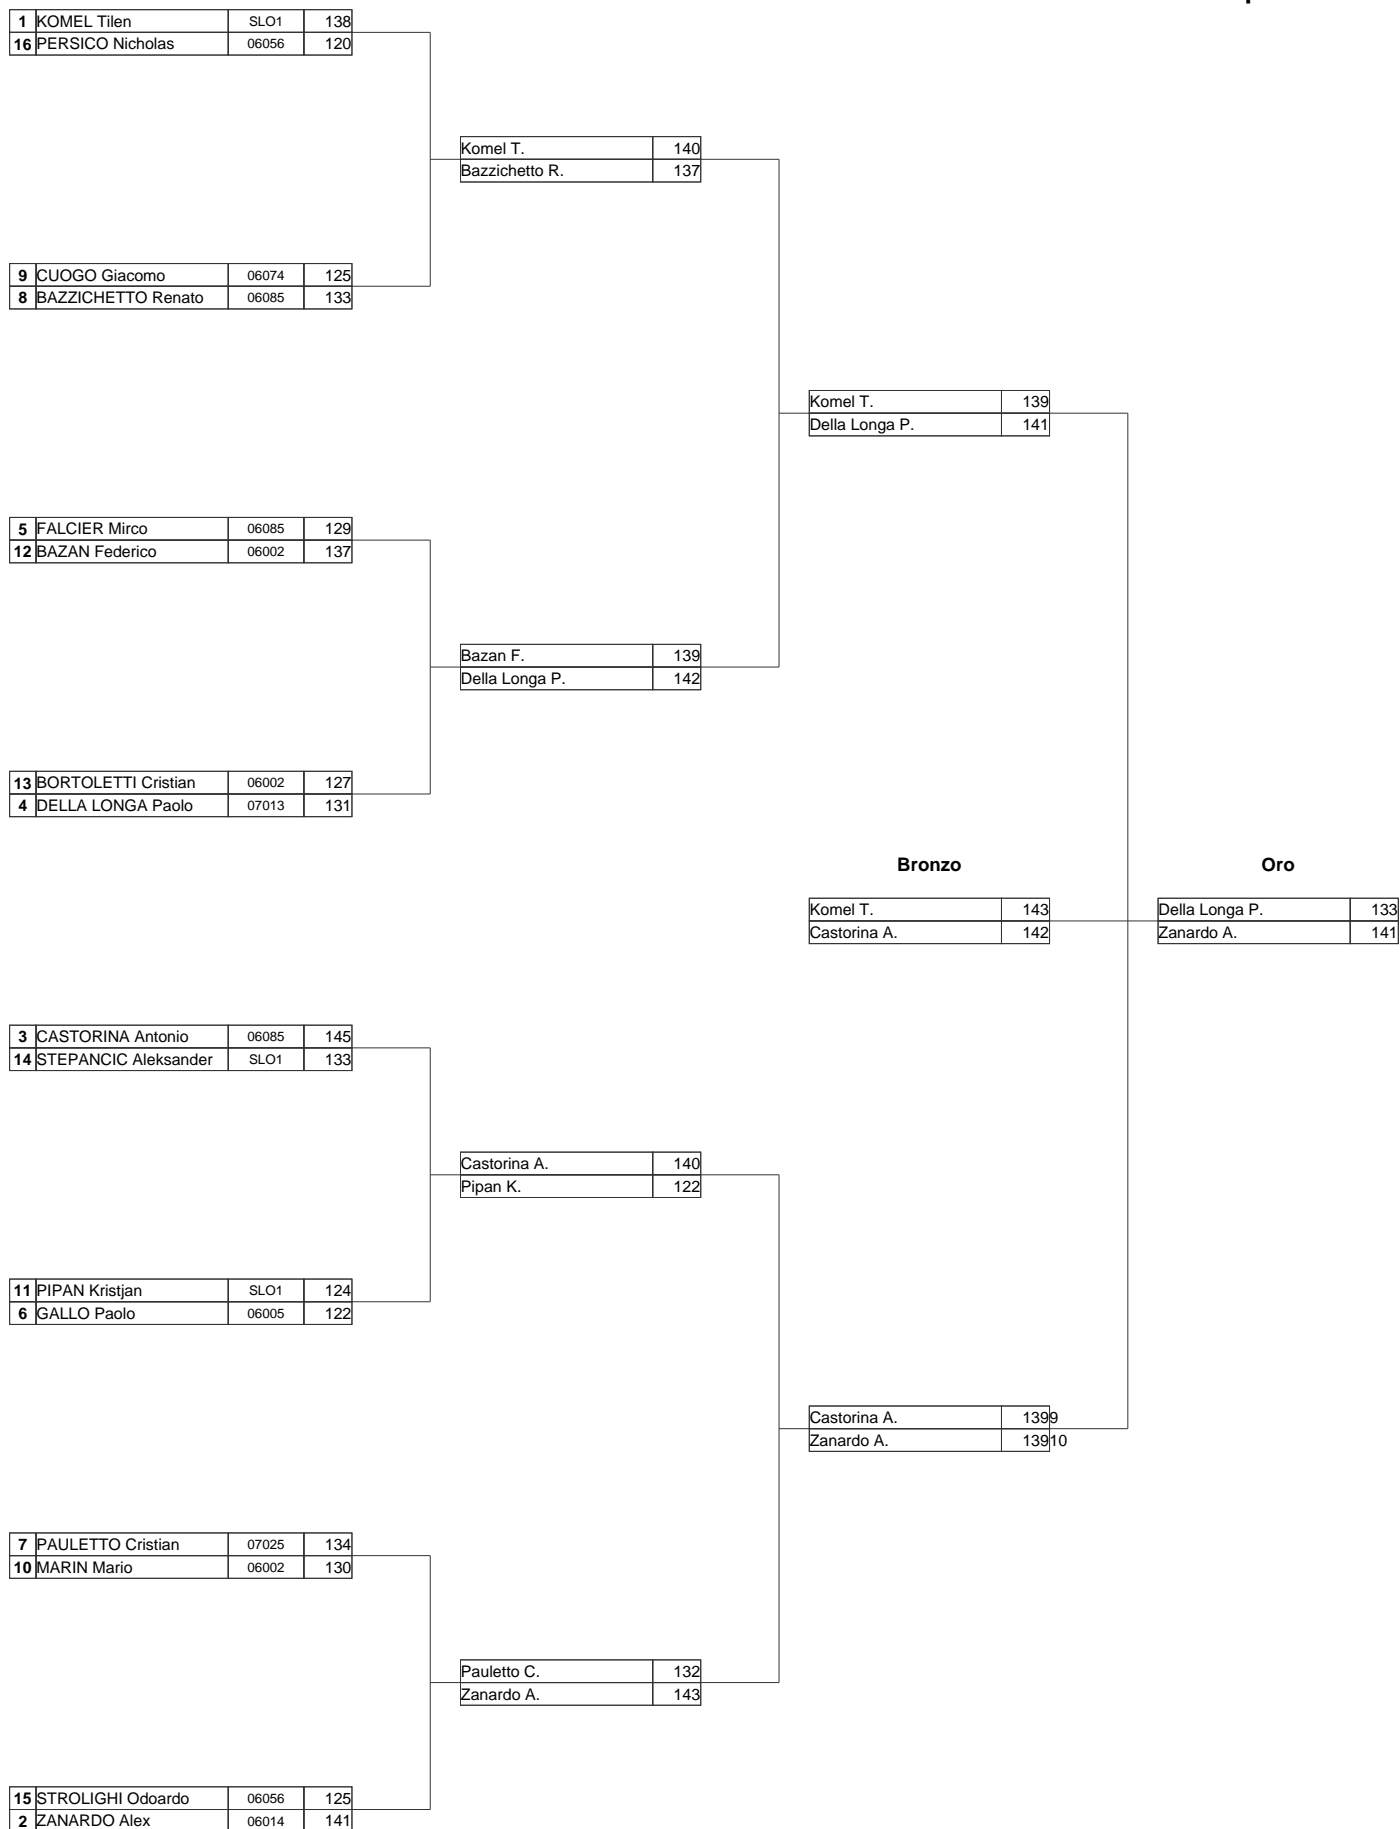 1 KOMEL Tilen SLO1 138
16 PERSICO Nicholas 06056 120
Komel T. 140
Bazzichetto R. 137
9 CUOGO Giacomo 06074 125
8 BAZZICHETTO Renato 06085 133
Komel T. 139
Della Longa P. 141
5 FALCIER Mirco 06085 129
12 BAZAN Federico 06002 137
Bazan F. 139
Della Longa P. 142
13 BORTOLETTI Cristian 06002 127
4 DELLA LONGA Paolo 07013 131
Bronzo Oro
Komel T. 143 Della Longa P. 133
Castorina A. 142 Zanardo A. 141
3 CASTORINA Antonio 06085 145
14 STEPANCIC Aleksander SLO1 133
Castorina A. 140
Pipan K. 122
11 PIPAN Kristjan SLO1 124
6 GALLO Paolo 06005 122
Castorina A. 139 9
Zanardo A. 139 10
7 PAULETTO Cristian 07025 134
10 MARIN Mario 06002 130
Pauletto C. 132
Zanardo A. 143
15 STROLIGHI Odoardo 06056 125
2 ZANARDO Alex 06014 141